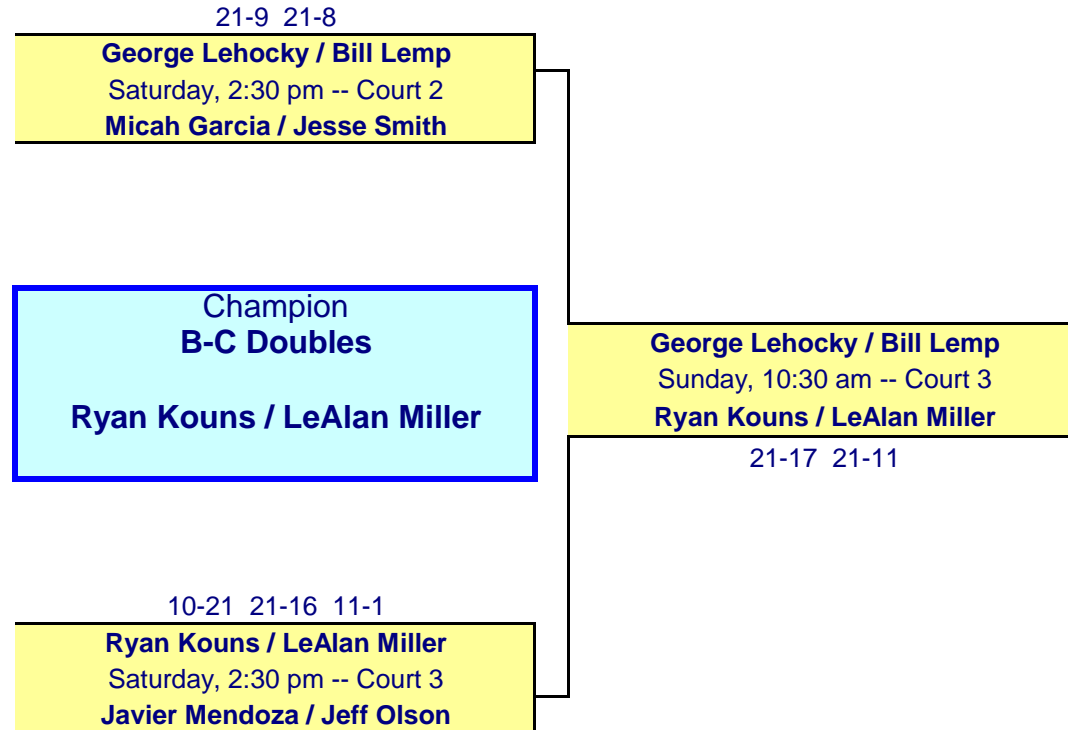 21-9  21-8
George Lehocky / Bill Lemp
Saturday, 2:30 pm -- Court 2
Micah Garcia / Jesse Smith
Champion
B-C Doubles
Ryan Kouns / LeAlan Miller
George Lehocky / Bill Lemp
Sunday, 10:30 am -- Court 3
Ryan Kouns / LeAlan Miller
21-17  21-11
10-21  21-16  11-1
Ryan Kouns / LeAlan Miller
Saturday, 2:30 pm -- Court 3
Javier Mendoza / Jeff Olson